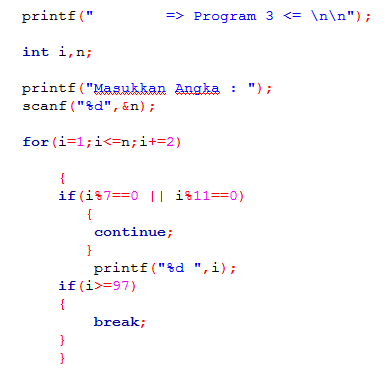 printf("         => Program 3 <= \n\n");
int i,n;
printf("Masukkan Angka : ");
scanf("%d",&n);
for(i=1;i<=n;i+=2)
{
if(i%7==0 || i%11==0)
{
continue;
}
printf("%d ",i);
if(i>=97)
{
break;
}
}